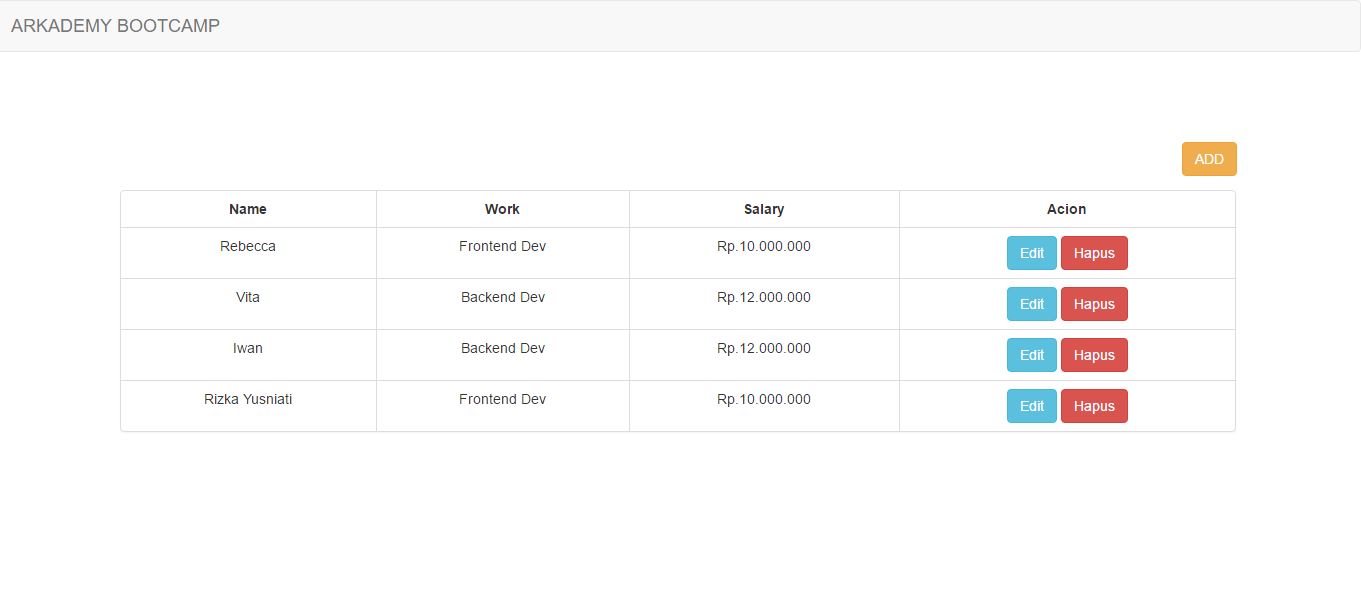 ARKADEMY BOOTCAMP
ADD
Name Work Salary Acion
Rebecca Frontend Dev Rp.10.000.000 Edit Hapus
Vita Backend Dev Rp.12.000.000 Edit Hapus
Iwan Backend Dev Rp.12.000.000 Edit Hapus
Rizka Yusniati Frontend Dev Rp.10.000.000 Edit Hapus